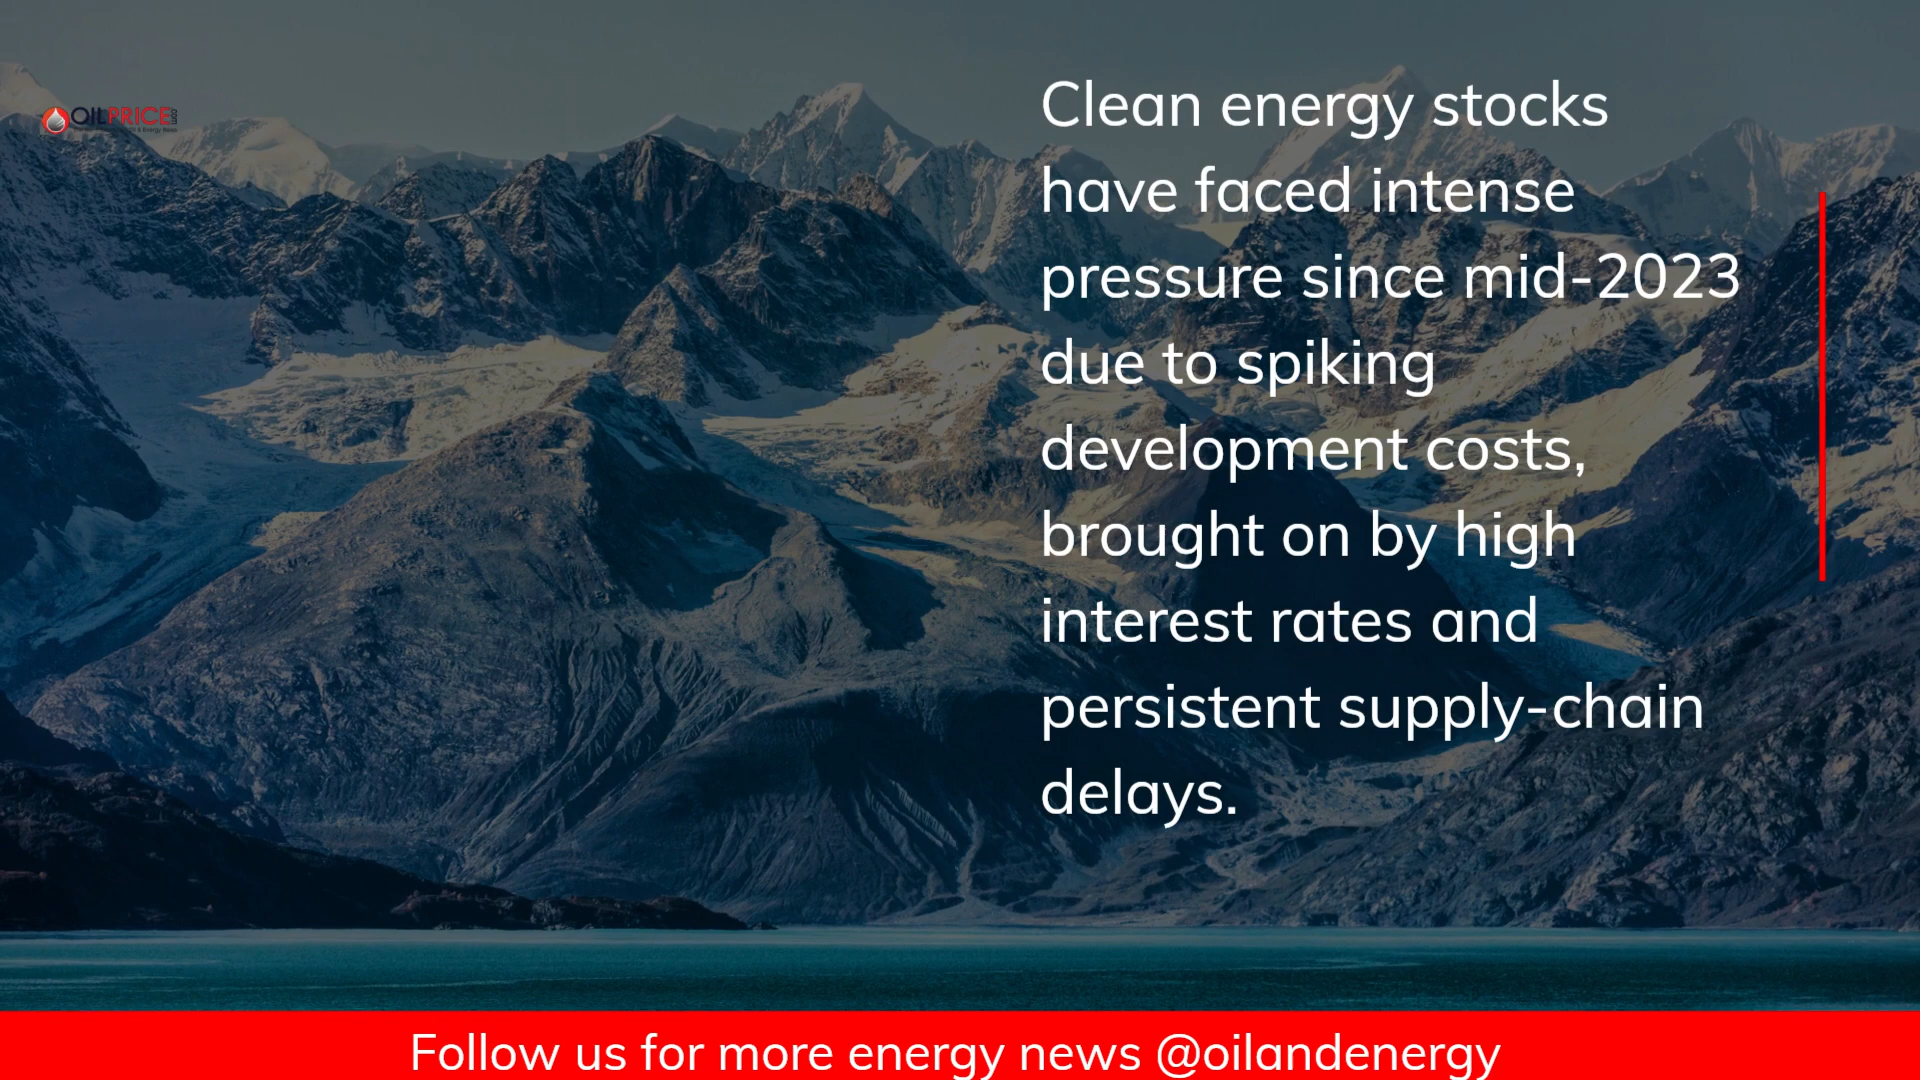 OILPRICE.COM
Clean energy stocks
have faced intense
pressure since mid-2023
due to spiking
development costs,
brought on by high
interest rates and
persistent supply-chain
delays.
Follow us for more energy news @oilandenergy